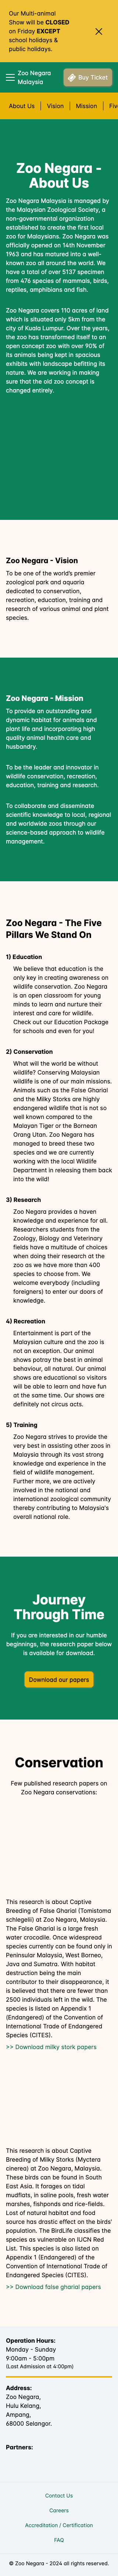 Our Multi-animal
Show will be CLOSED
on Friday EXCEPT
school holidays &
public holidays.
Zoo Negara
Malaysia
Buy Ticket
About Us
Vision
Mission
Zoo Negara -
About Us
Zoo Negara Malaysia is managed by
the Malaysian Zoological Society, a
non-governmental organization
established to create the first local
zoo for Malaysians. Zoo Negara was
officially opened on 14th November
1963 and has matured into a well-
known zoo all around the world. We
have a total of over 5137 specimen
from 476 species of mammals, birds,
reptiles, amphibians and fish.
Zoo Negara covers 110 acres of land
which is situated only 5km from the
city of Kuala Lumpur. Over the years,
the zoo has transformed itself to an
open concept zoo with over 90% of
its animals being kept in spacious
exhibits with landscape befitting its
nature. We are working in making
sure that the old zoo concept is
changed entirely.
Zoo Negara - Vision
To be one of the world's premier
zoological park and aquaria
dedicated to conservation,
recreation, education, training and
research of various animal and plant
species.
Zoo Negara - Mission
To provide an outstanding and
dynamic habitat for animals and
plant life and incorporating high
quality animal health care and
husbandry.
To be the leader and innovator in
wildlife conservation, recreation,
education, training and research.
To collaborate and disseminate
scientific knowledge to local, regional
and worldwide zoos through our
science-based approach to wildlife
management.
Zoo Negara - The Five
Pillars We Stand On
1) Education
We believe that education is the
only key in creating awareness on
wildlife conservation. Zoo Negara
is an open classroom for young
minds to learn and nurture their
interest and care for wildlife.
Check out our Education Package
for schools and even for you!
2) Conservation
What will the world be without
wildlife? Conserving Malaysian
wildlife is one of our main missions.
Animals such as the False Gharial
and the Milky Storks are highly
endangered wildlife that is not so
well known compared to the
Malayan Tiger or the Bornean
Orang Utan. Zoo Negara has
managed to breed these two
species and we are currently
working with the local Wildlife
Department in releasing them back
into the wild!
3) Research
Zoo Negara provides a haven
knowledge and experience for all.
Researchers students from the
Zoology, Biology and Veterinary
fields have a multitude of choices
when doing their research at the
zoo as we have more than 400
species to choose from. We
welcome everybody (including
foreigners) to enter our doors of
knowledge.
4) Recreation
Entertainment is part of the
Malaysian culture and the zoo is
not an exception. Our animal
shows potray the best in animal
behaviour, all natural. Our animal
shows are educational so visitors
will be able to learn and have fun
at the same time. Our shows are
definitely not circus acts.
5) Training
Zoo Negara strives to provide the
very best in assisting other zoos in
Malaysia through its vast strong
knowledge and experience in the
field of wildlife management.
Further more, we are actively
involved in the national and
international zoological community
thereby contributing to Malaysia's
overall national role.
Journey
Through Time
If you are interested in our humble
beginnings, the research paper below
is available for download.
Download our papers
Conservation
Few published research papers on
Zoo Negara conservations:
This research is about Captive
Breeding of False Gharial (Tomistoma
schlegelii) at Zoo Negara, Malaysia.
The False Gharial is a large fresh
water crocodile. Once widespread
species currently can be found only in
Peninsular Malaysia, West Borneo,
Java and Sumatra. With habitat
destruction being the main
contributor to their disappearance, it
is believed that there are fewer than
2500 individuals left in the wild. The
species is listed on Appendix 1
(Endangered) of the Convention of
International Trade of Endangered
Species (CITES).
>> Download milky stork papers
This research is about Captive
Breeding of Milky Storks (Myctera
cinerea) at Zoo Negara, Malaysia.
These birds can be found in South
East Asia. It forages on tidal
mudflats, in saline pools, fresh water
marshes, fishponds and rice-fields.
Lost of natural habitat and food
source has drastic effect on the birds'
population. The BirdLife classifies the
species as vulnerable on IUCN Red
List. This species is also listed on
Appendix 1 (Endangered) of the
Convention of International Trade of
Endangered Species (CITES).
>> Download false gharial papers
Operation Hours:
Monday - Sunday
9:00am - 5:00pm
(Last Admission at 4:00pm)
Address:
Zoo Negara,
Hulu Kelang,
Ampang,
68000 Selangor.
Partners:
Contact Us
Careers
Accreditation / Certification
FAQ
© Zoo Negara - 2024 all rights reserved.